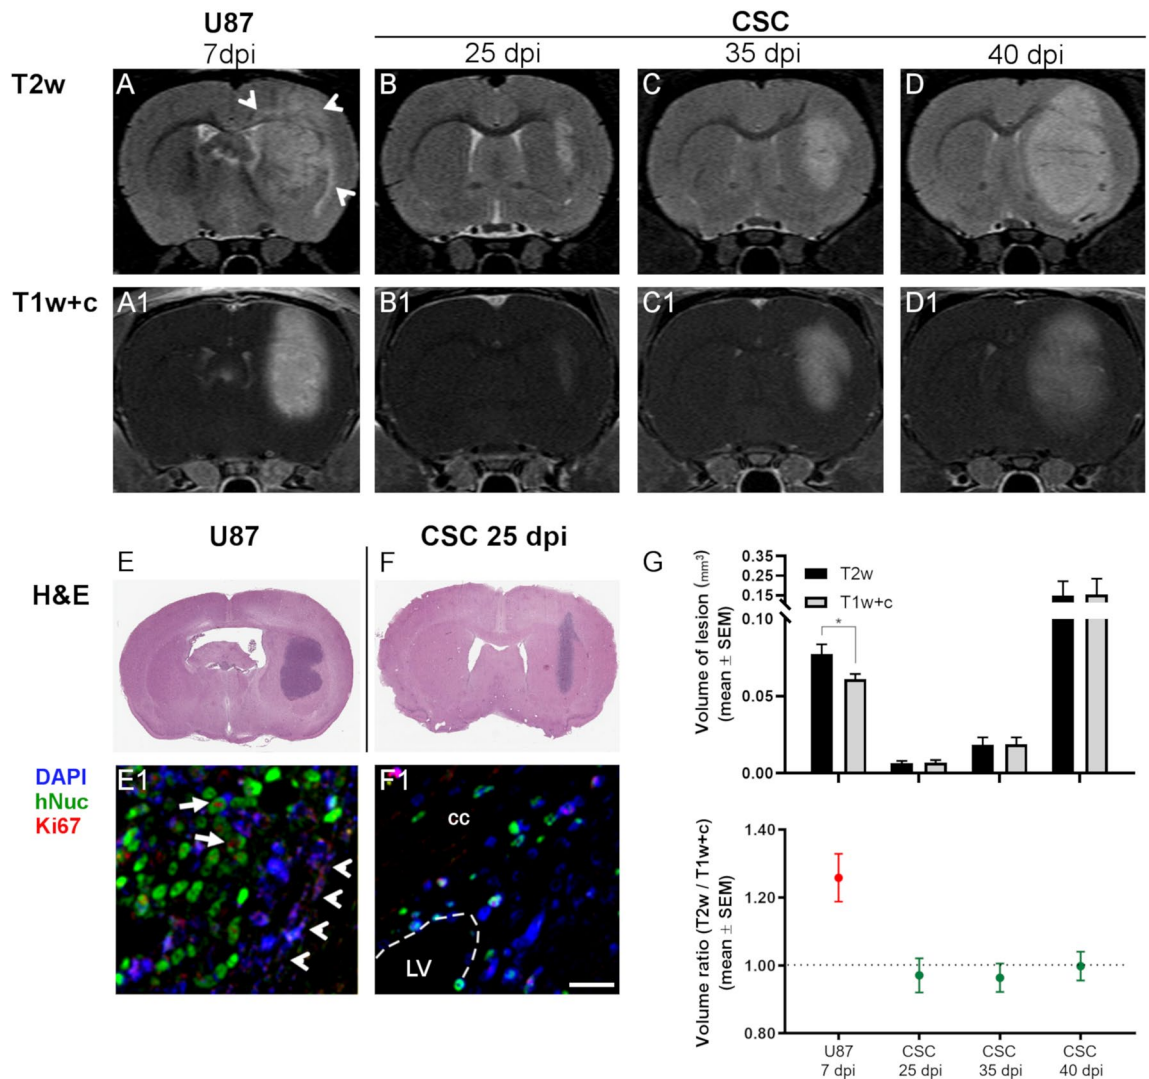 U87
CSC
7dpi
25 dpi
35 dpi
40 dpi
T2w
A
B
C
D
T1w+c
A1
B1
C1
D1
U87
CSC 25 dpi
H&E
E
F
DAPI
hNuc
Ki67
E1
F1
cc
LV
G
Volume of lesion (mm³)
(mean ± SEM)
0.35
0.25
0.15
0.10
0.05
0.00
T2w
T1w+c
*
Volume ratio (T2w / T1w+c)
(mean ± SEM)
1.40
1.20
1.00
0.80
U87
7 dpi
CSC
25 dpi
CSC
35 dpi
CSC
40 dpi